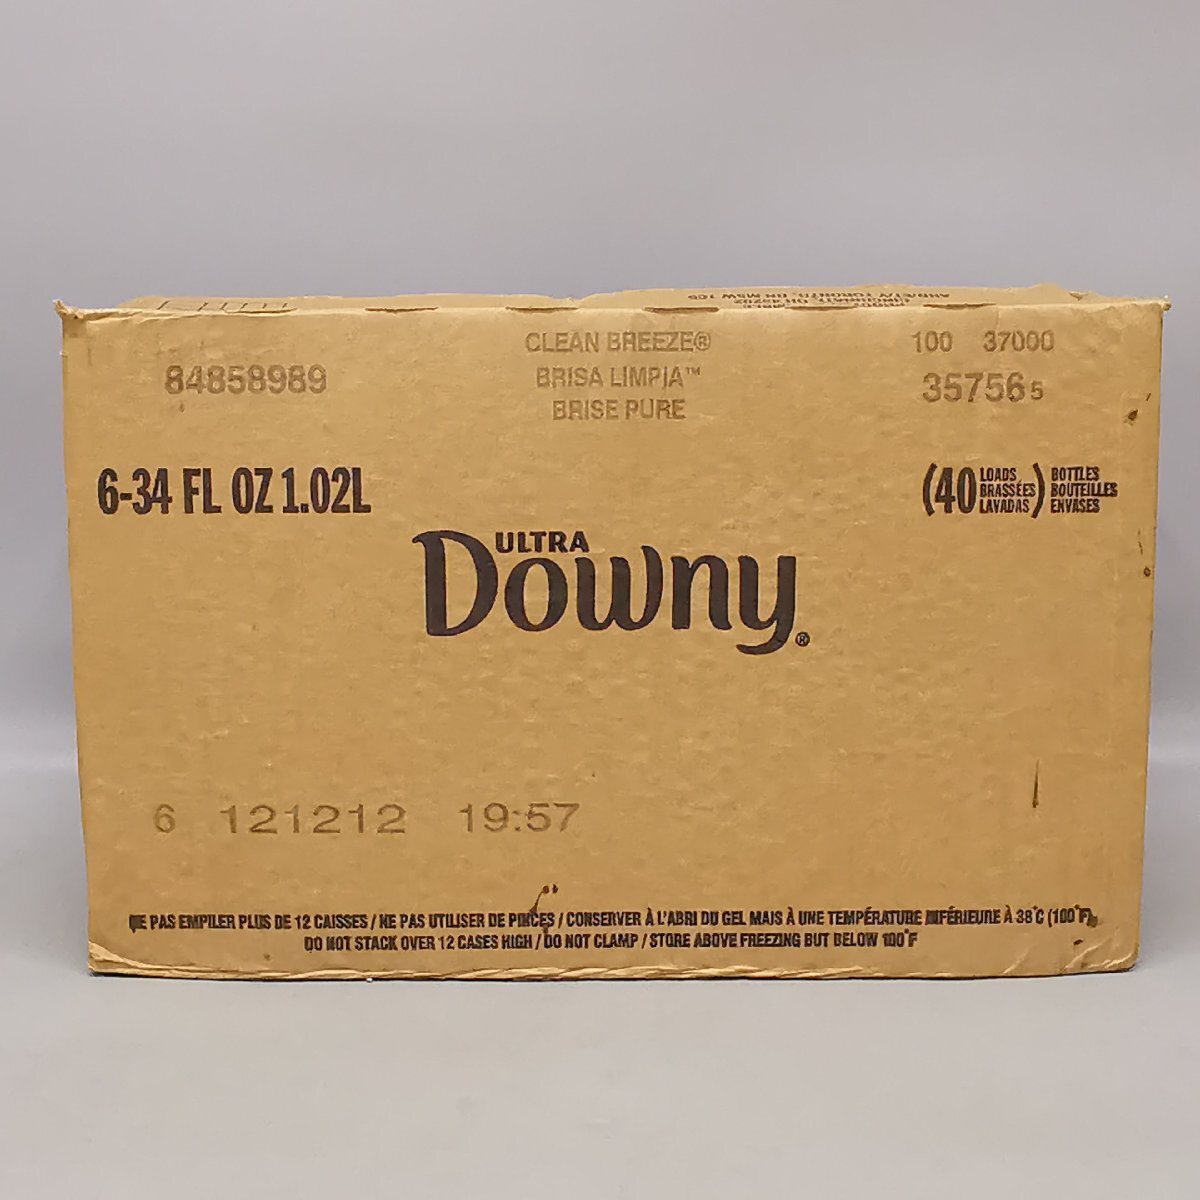 CLEAN BREEZE®
BRISA LIMPIA™
BRISE PURE
84858989
100 37000
35756 5
6-34 FL OZ 1.02L
(40 LOADS
BRASSÉES
LAVADAS)
BOTTLES
BOUTEILLES
ENVASES
ULTRA
Downy®
6 121212 19:57
NE PAS EMPILER PLUS DE 12 CAISSES / NE PAS UTILISER DE PINCES / CONSERVER À L'ABRI DU GEL MAIS À UNE TEMPÉRATURE INFÉRIEURE À 38°C (100°F)
DO NOT STACK OVER 12 CASES HIGH / DO NOT CLAMP / STORE ABOVE FREEZING BUT BELOW 100°F